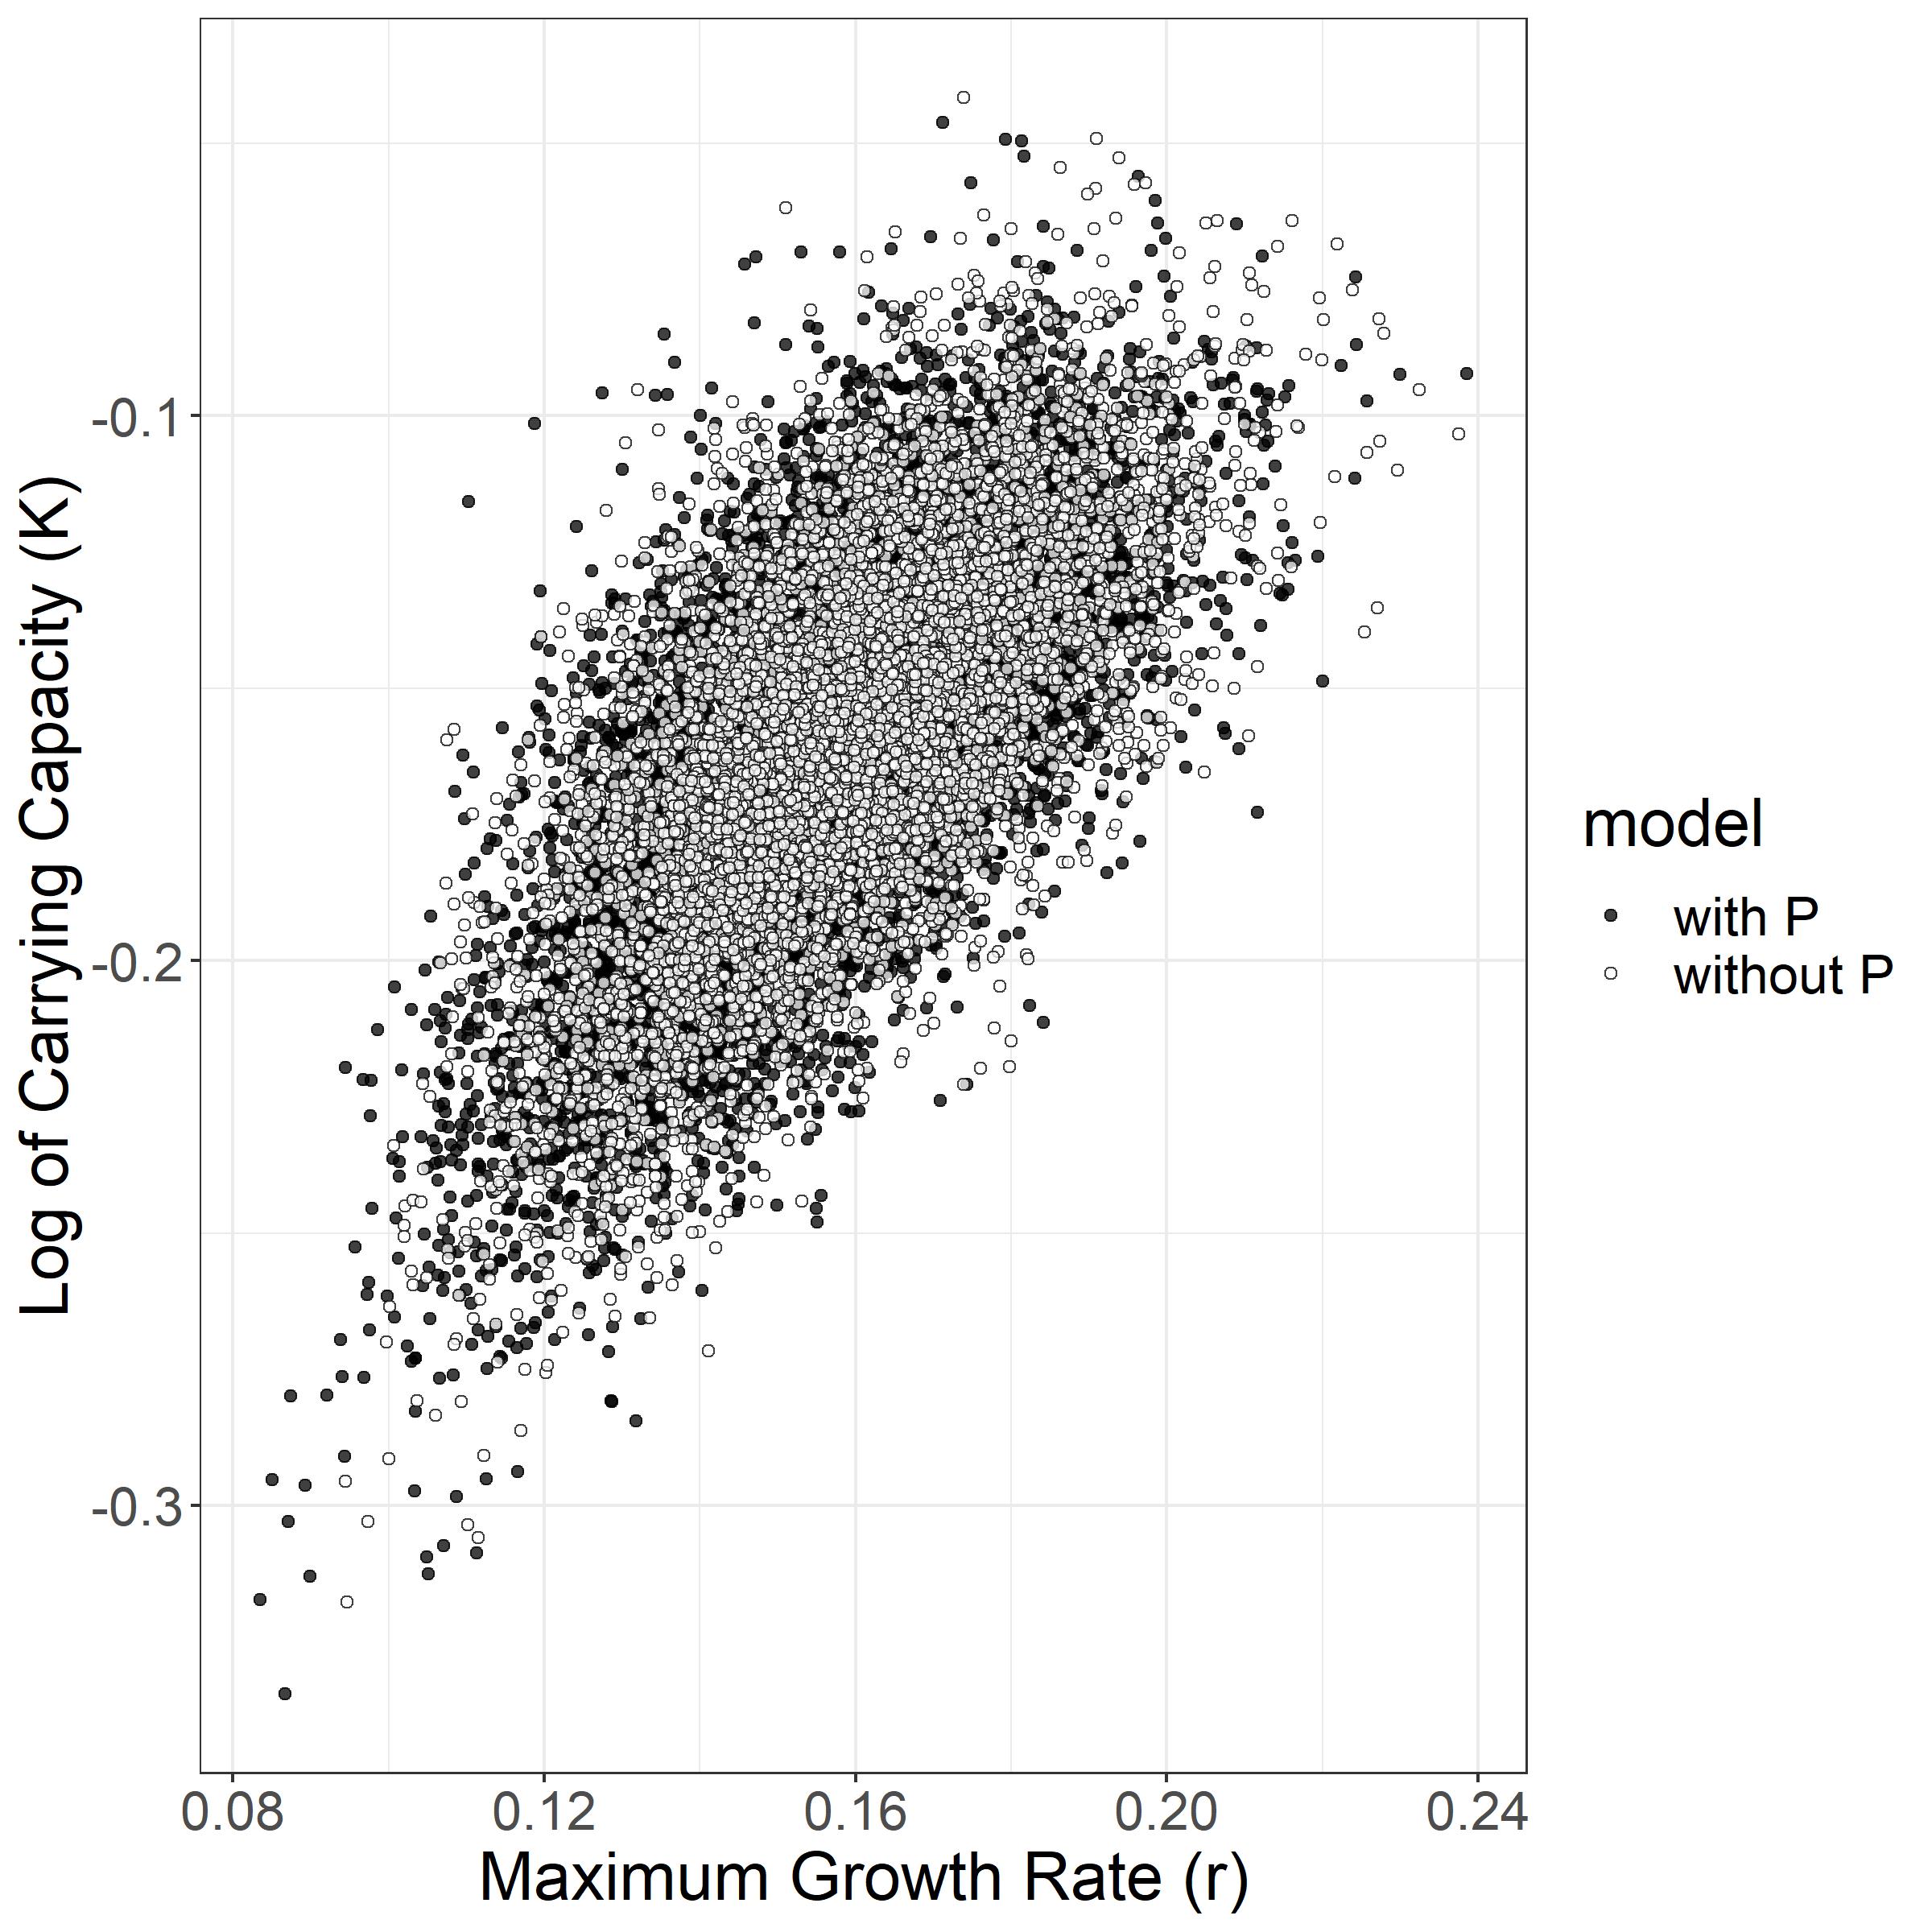 Log of Carrying Capacity (K)
-0.1
-0.2
-0.3
0.08
0.12
0.16
0.20
0.24
Maximum Growth Rate (r)
model
with P
without P